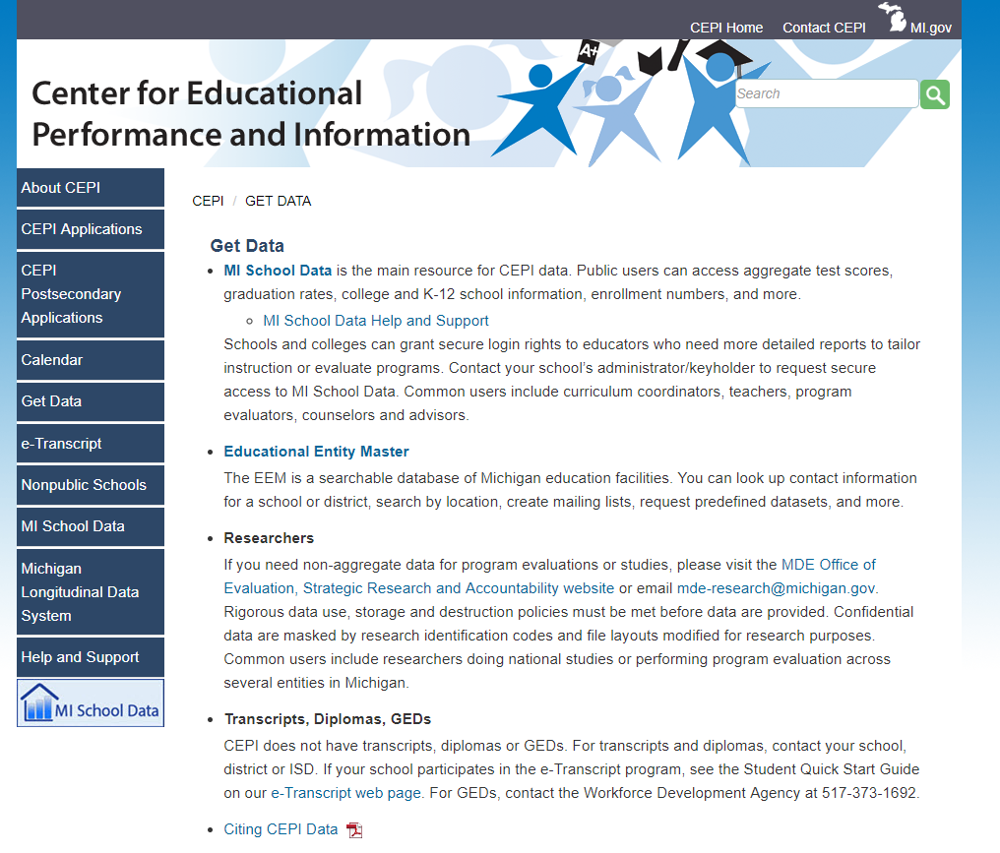 CEPI Home Contact CEPI MI.gov
A+
Center for Educational
Performance and Information
Search
About CEPI
CEPI Applications
CEPI
Postsecondary
Applications
Calendar
Get Data
e-Transcript
Nonpublic Schools
MI School Data
Michigan
Longitudinal Data
System
Help and Support
MI School Data
CEPI / GET DATA
Get Data
MI School Data is the main resource for CEPI data. Public users can access aggregate test scores,
graduation rates, college and K-12 school information, enrollment numbers, and more.
MI School Data Help and Support
Schools and colleges can grant secure login rights to educators who need more detailed reports to tailor
instruction or evaluate programs. Contact your school’s administrator/keyholder to request secure
access to MI School Data. Common users include curriculum coordinators, teachers, program
evaluators, counselors and advisors.
Educational Entity Master
The EEM is a searchable database of Michigan education facilities. You can look up contact information
for a school or district, search by location, create mailing lists, request predefined datasets, and more.
Researchers
If you need non-aggregate data for program evaluations or studies, please visit the MDE Office of
Evaluation, Strategic Research and Accountability website or email mde-research@michigan.gov.
Rigorous data use, storage and destruction policies must be met before data are provided. Confidential
data are masked by research identification codes and file layouts modified for research purposes.
Common users include researchers doing national studies or performing program evaluation across
several entities in Michigan.
Transcripts, Diplomas, GEDs
CEPI does not have transcripts, diplomas or GEDs. For transcripts and diplomas, contact your school,
district or ISD. If your school participates in the e-Transcript program, see the Student Quick Start Guide
on our e-Transcript web page. For GEDs, contact the Workforce Development Agency at 517-373-1692.
Citing CEPI Data